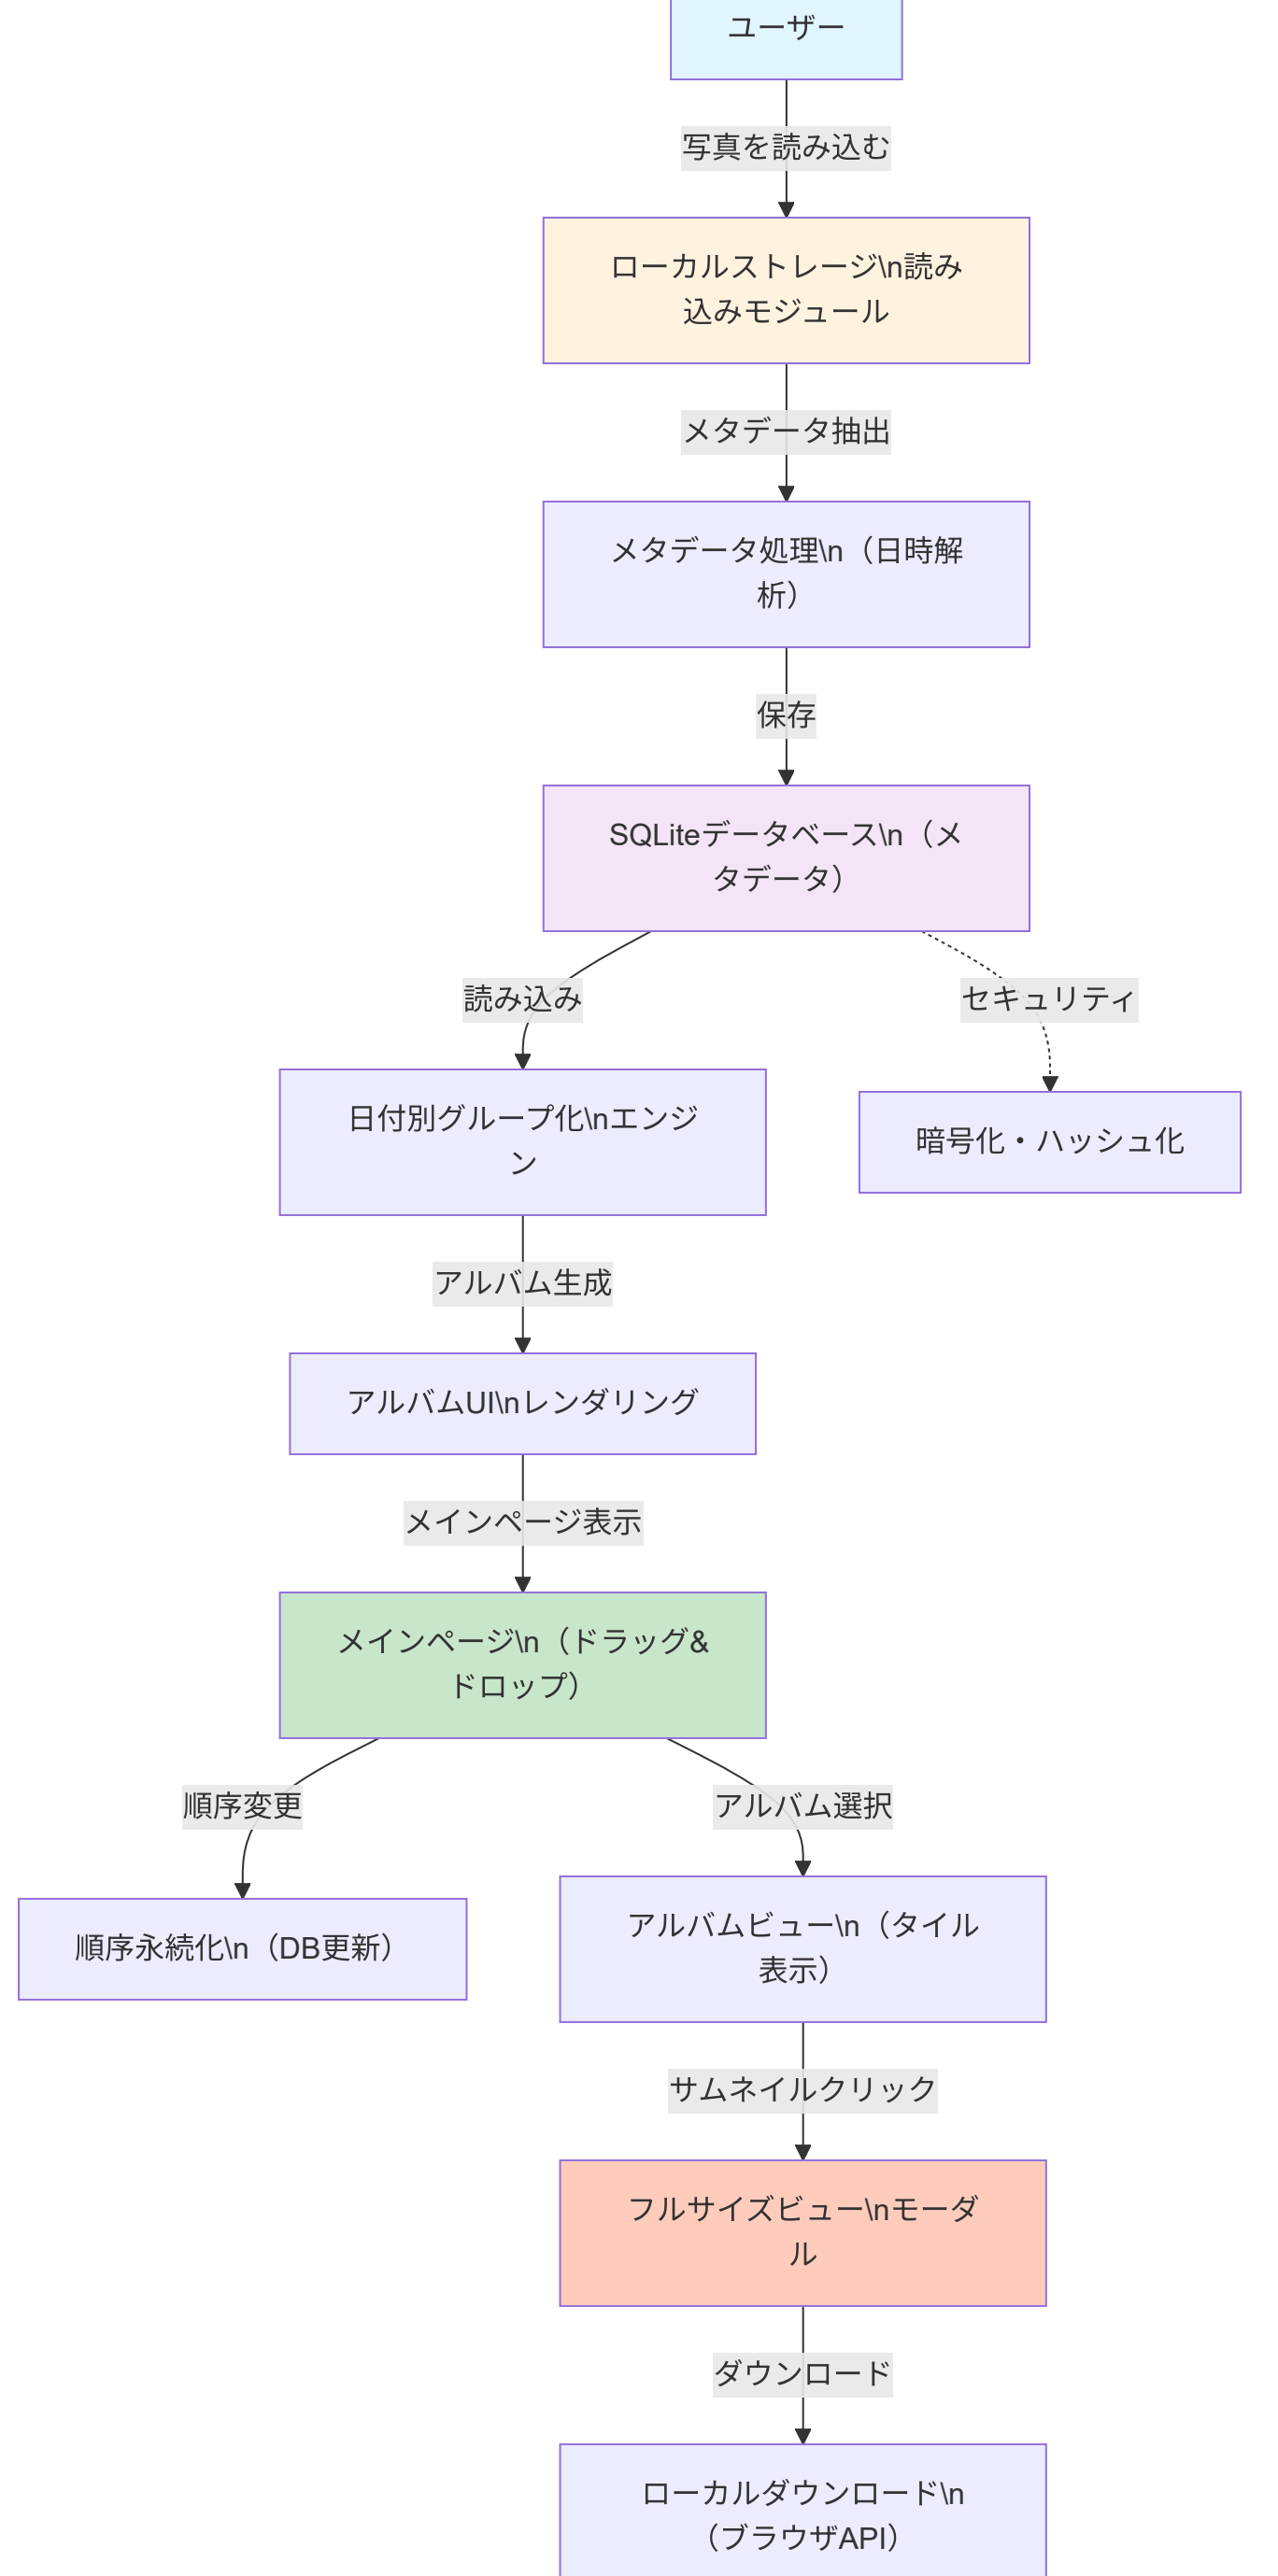 ユーザー
写真を読み込む
ローカルストレージ\n読み
込みモジュール
メタデータ抽出
メタデータ処理\n（日時解
析）
保存
SQLiteデータベース\n（メ
タデータ）
読み込み
セキュリティ
日付別グループ化\nエンジ
ン
暗号化・ハッシュ化
アルバム生成
アルバムUI\nレンダリング
メインページ表示
メインページ\n（ドラッグ&
ドロップ）
順序変更
アルバム選択
順序永続化\n（DB更新）
アルバムビュー\n（タイル
表示）
サムネイルクリック
フルサイズビュー\nモーダ
ル
ダウンロード
ローカルダウンロード\n
（ブラウザAPI）